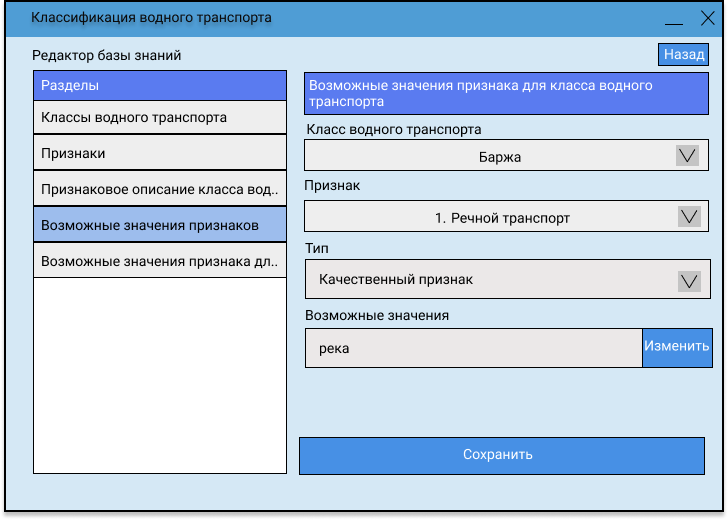 Классификация водного транспорта
Редактор базы знаний
Назад
Разделы
Классы водного транспорта
Признаки
Признаковое описание класса вод..
Возможные значения признаков
Возможные значения признака дл..
Возможные значения признака для класса водного
транспорта
Класс водного транспорта
Баржа
Признак
1. Речной транспорт
Тип
Качественный признак
Возможные значения
река
Изменить
Сохранить